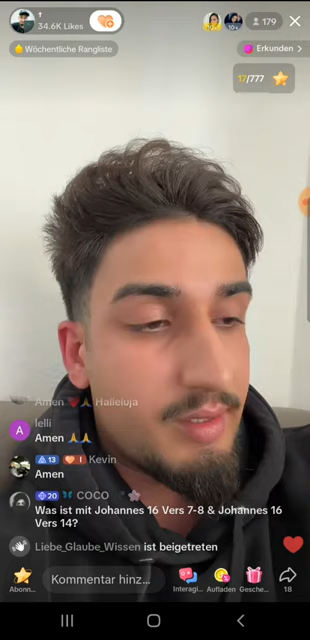 †
34.6K Likes
10+
179
Wöchentliche Rangliste
Erkunden >
17/777
Amen ❤️🙏 Halleluja
lelli
A
Amen 🙏🙏
13 I Kevin
Amen
20 COCO
Was ist mit Johannes 16 Vers 7-8 & Johannes 16
Vers 14?
Liebe_Glaube_Wissen ist beigetreten
Kommentar hinz...
Abonn... Interagi... Aufladen Gesche... 18